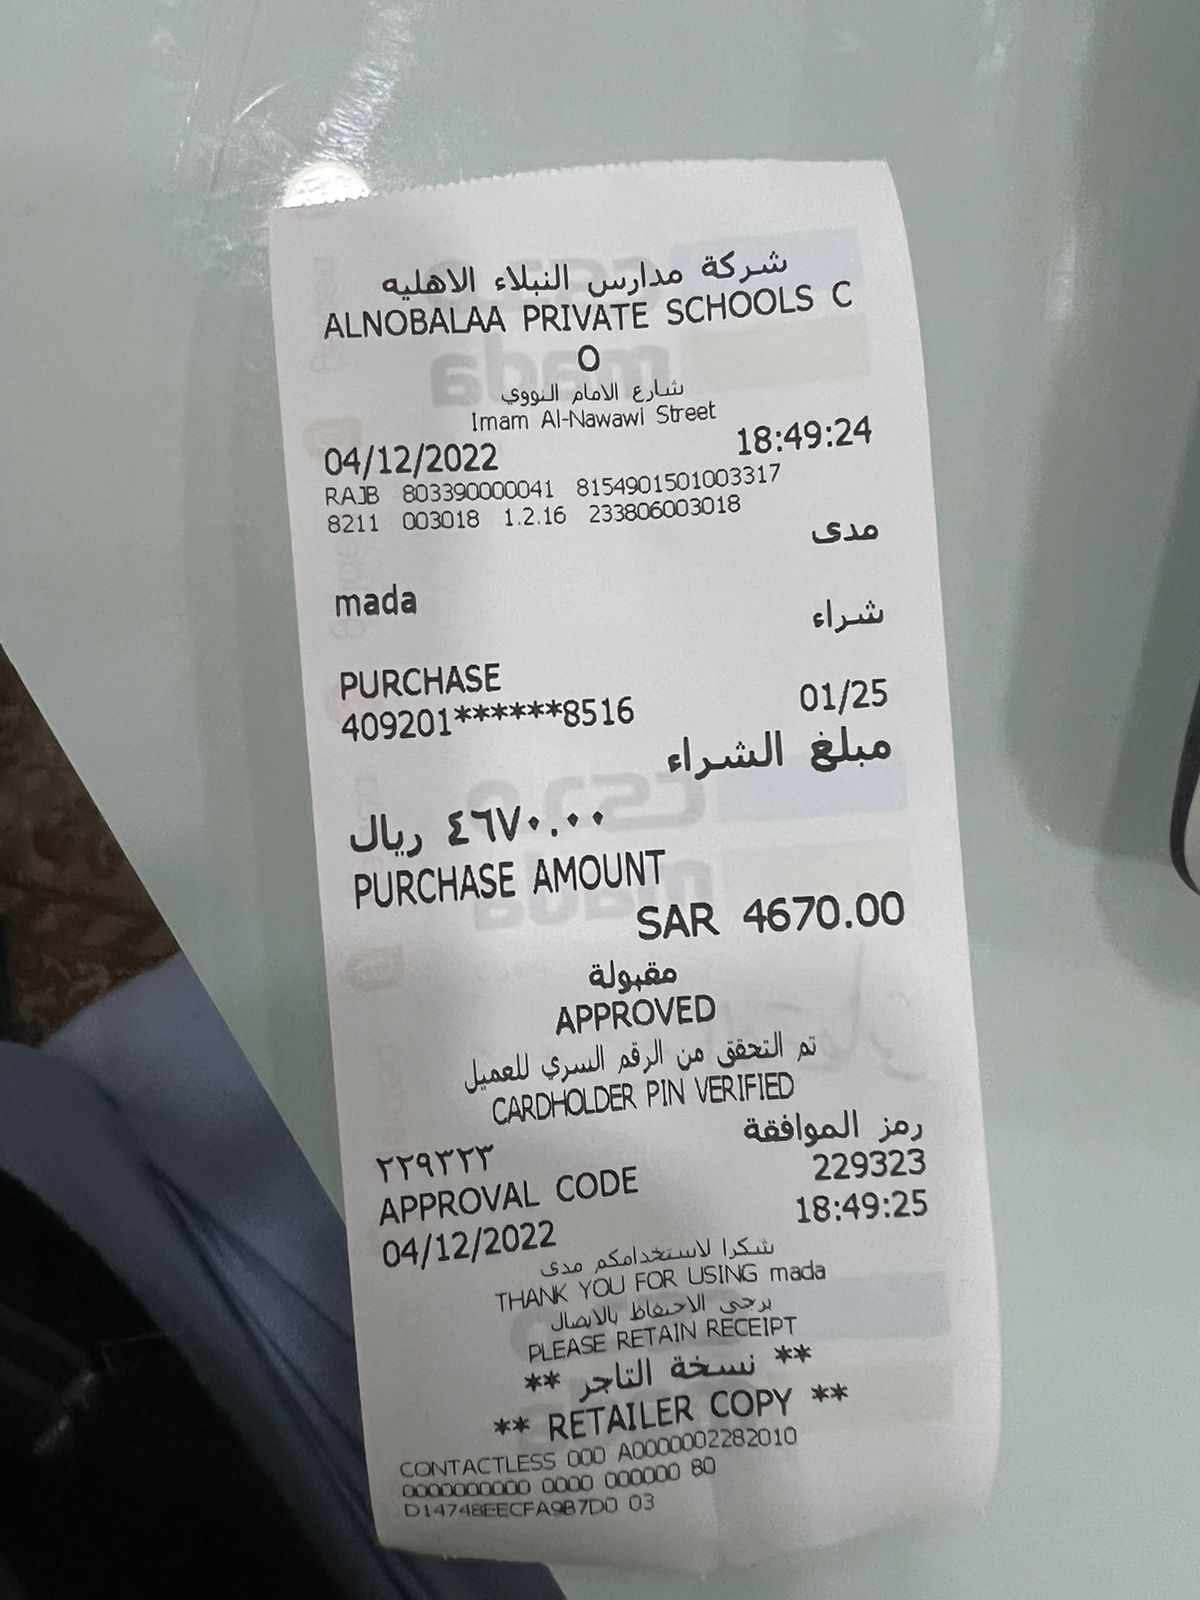 شركة مدارس النبلاء الاهليه
ALNOBALAA PRIVATE SCHOOLS C
O
شارع الامام النووي
Imam Al-Nawawi Street
04/12/2022 18:49:24
RAJB 803390000041 8154901501003317
8211 003018 1.2.16 233806003018
مدى
mada
شراء
PURCHASE
409201******8516 01/25
مبلغ الشراء
٤٦٧٠.٠٠ ريال
PURCHASE AMOUNT
SAR 4670.00
مقبولة
APPROVED
تم التحقق من الرقم السري للعميل
CARDHOLDER PIN VERIFIED
رمز الموافقة
٢٢٩٣٢٣
APPROVAL CODE 229323
04/12/2022 18:49:25
شكرا لاستخدامكم مدى
THANK YOU FOR USING mada
يرجى الاحتفاظ بالايصال
PLEASE RETAIN RECEIPT
** نسخة التاجر **
** RETAILER COPY **
CONTACTLESS 000 A0000002282010
0000000000 0000 000000 80
D14748EECFA9B7D0 03